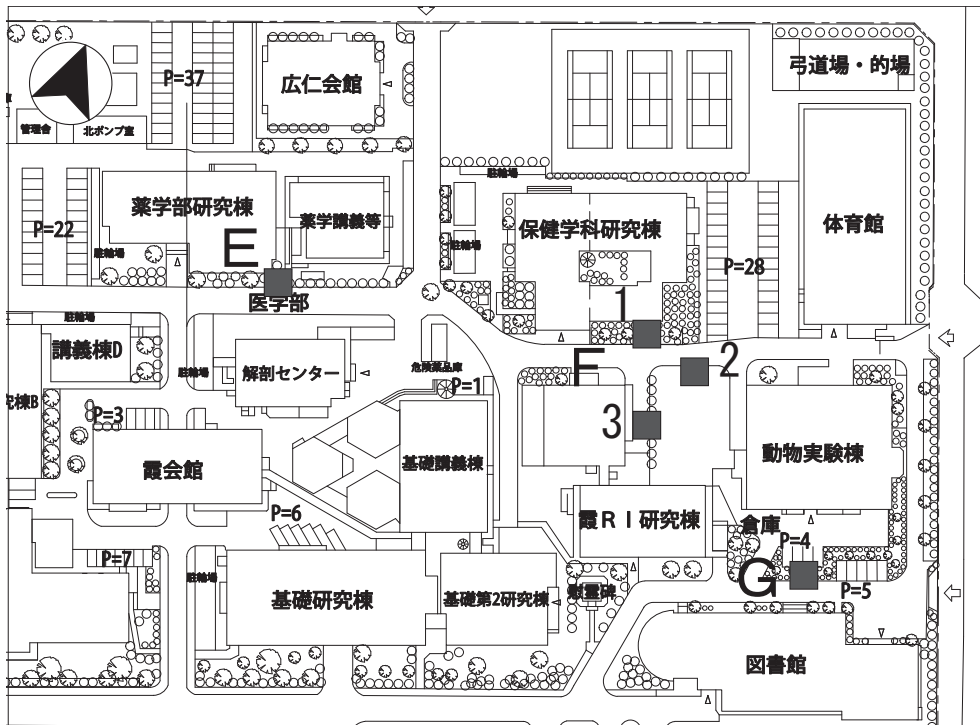 弓道場・的場
P=37
広仁会館
管理舎
北ポンプ室
駐輪場
薬学部研究棟
薬学講義等
保健学科研究棟
体育館
P=22
駐輪場
E
駐輪場
P=28
医学部
1
駐輪場
講義棟D
解剖センター
駐輪場
危険薬品庫
P=1
F
2
究棟B
P=3
3
霞会館
基礎講義棟
動物実験棟
P=6
霞RI研究棟
倉庫
P=4
P=7
駐輪場
基礎研究棟
基礎第2研究棟
慰霊碑
G
P=5
図書館